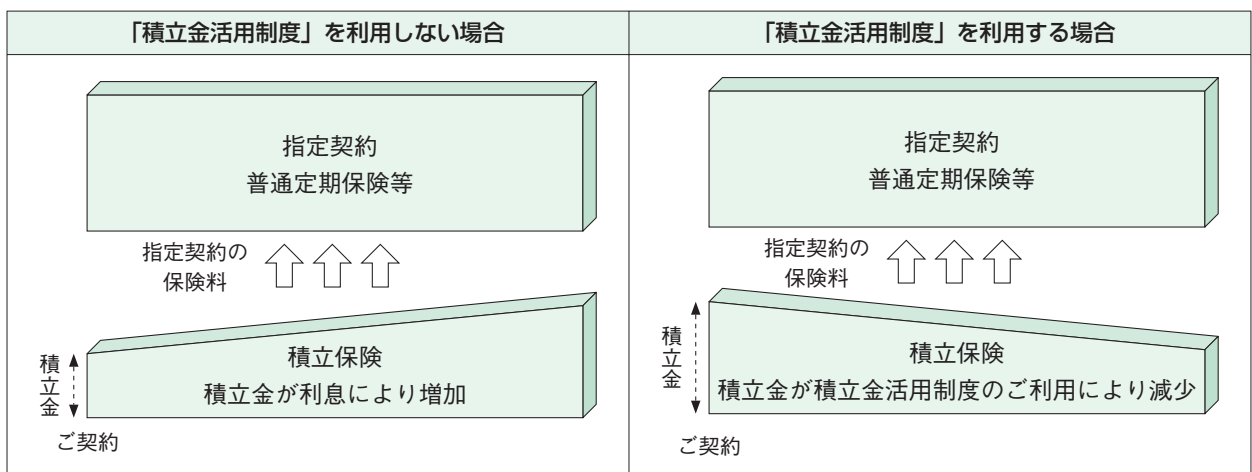 「積立金活用制度」を利用しない場合
指定契約
普通定期保険等
指定契約の
保険料
積立金
積立保険
積立金が利息により増加
ご契約
「積立金活用制度」を利用する場合
指定契約
普通定期保険等
指定契約の
保険料
積立金
積立保険
積立金が積立金活用制度のご利用により減少
ご契約